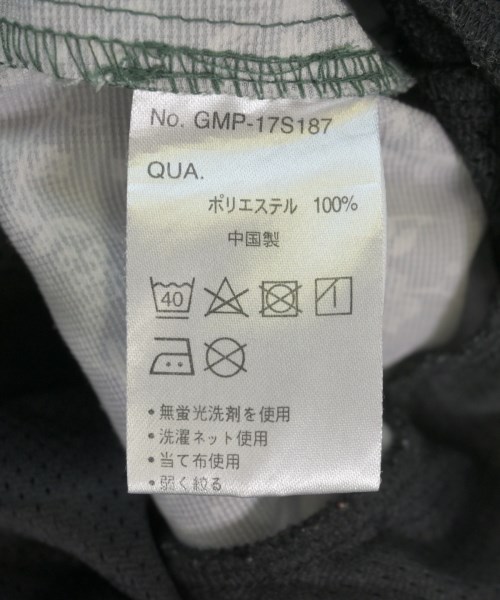 No. GMP-17S187
QUA.
ポリエステル 100%
中国製
40
・無蛍光洗剤を使用
・洗濯ネット使用
・当て布使用
・弱く絞る